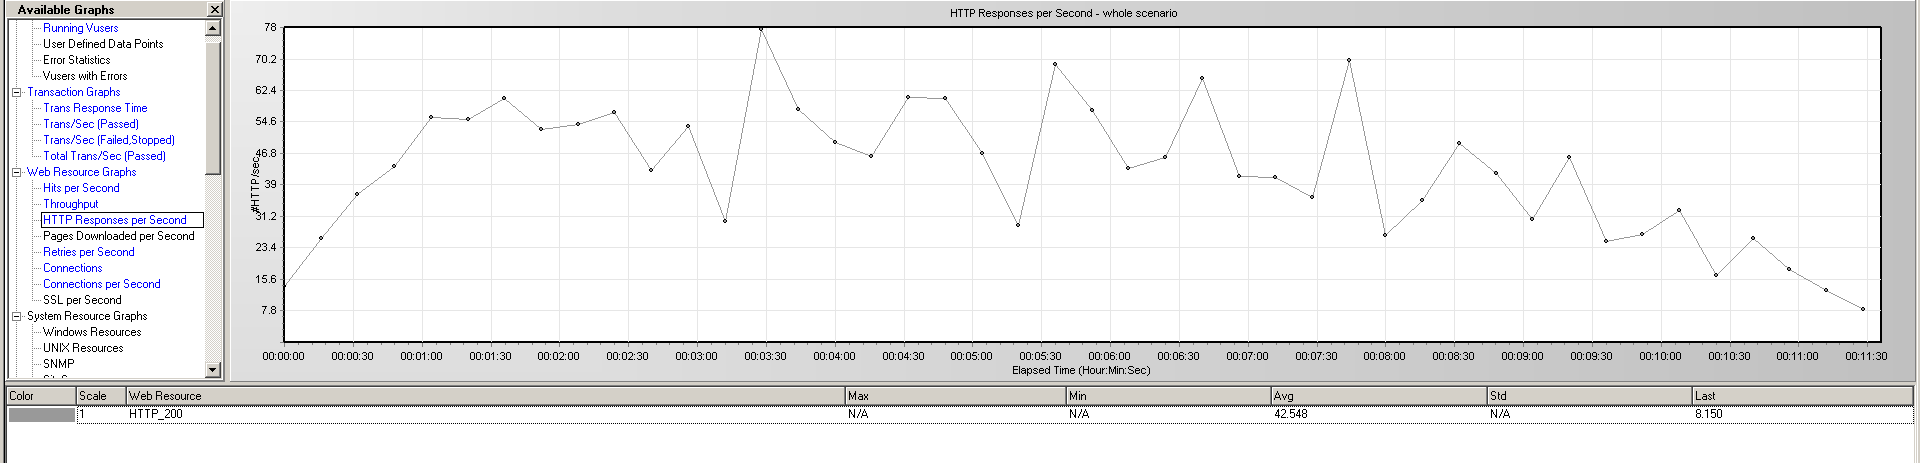 Available Graphs
Running Vusers
User Defined Data Points
Error Statistics
Vusers with Errors
Transaction Graphs
Trans Response Time
Trans/Sec (Passed)
Trans/Sec (Failed,Stopped)
Total Trans/Sec (Passed)
Web Resource Graphs
Hits per Second
Throughput
HTTP Responses per Second
Pages Downloaded per Second
Retries per Second
Connections
Connections per Second
SSL per Second
System Resource Graphs
Windows Resources
UNIX Resources
SNMP
HTTP Responses per Second - whole scenario
78
70.2
62.4
54.6
46.8
39
31.2
23.4
15.6
7.8
#HTTP/sec
00:00:00 00:00:30 00:01:00 00:01:30 00:02:00 00:02:30 00:03:00 00:03:30 00:04:00 00:04:30 00:05:00 00:05:30 00:06:00 00:06:30 00:07:00 00:07:30 00:08:00 00:08:30 00:09:00 00:09:30 00:10:00 00:10:30 00:11:00 00:11:30
Elapsed Time (Hour:Min:Sec)
Color Scale Web Resource Max Min Avg Std Last
1 HTTP_200 N/A N/A 42.548 N/A 8.150